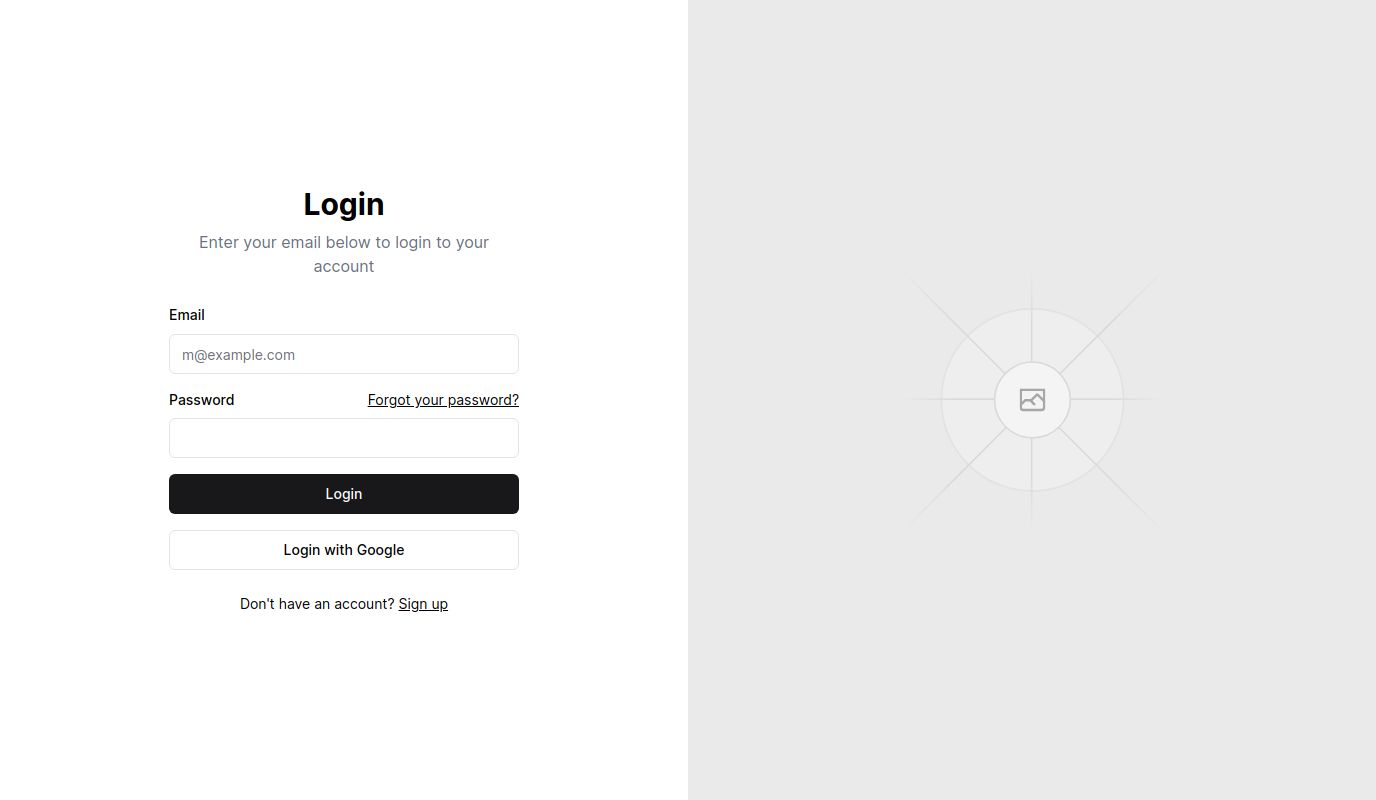 Login
Enter your email below to login to your
account
Email
m@example.com
Password Forgot your password?
Login
Login with Google
Don't have an account? Sign up